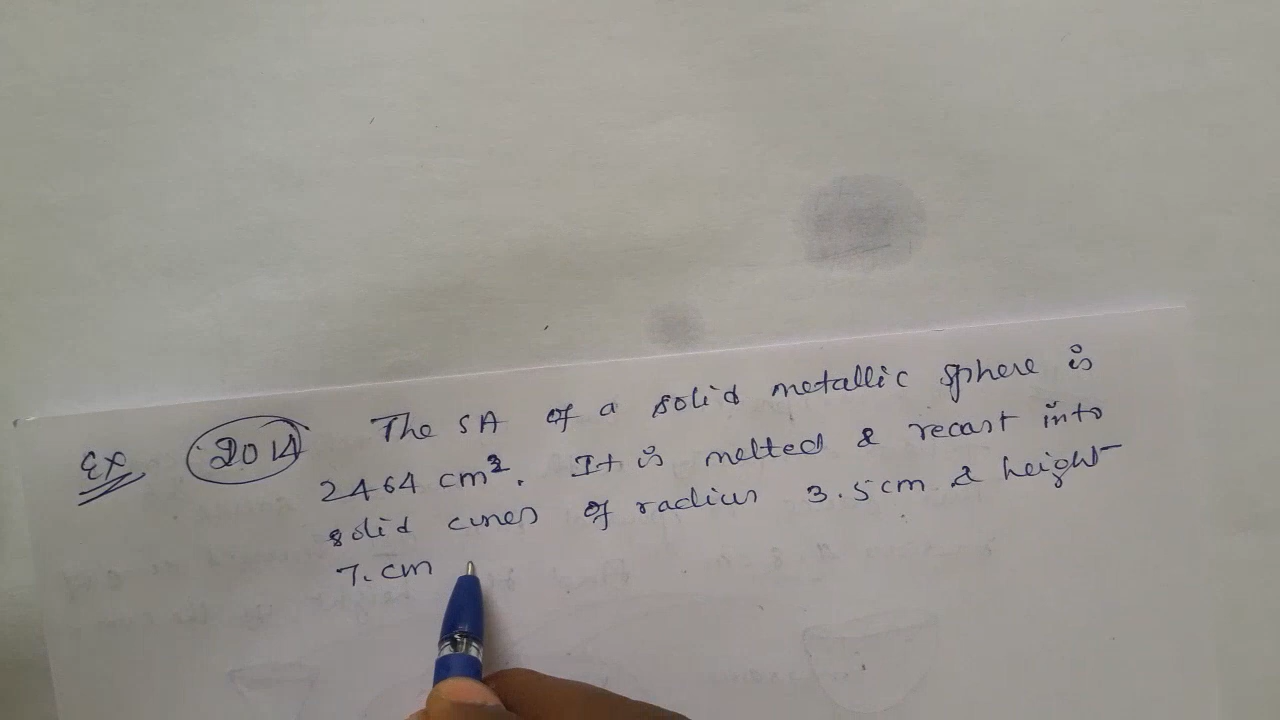 Ex 2014 The SA of a solid metallic sphere is
2464 cm². It is melted & recast into
solid cones of radius 3.5cm & height
7.cm